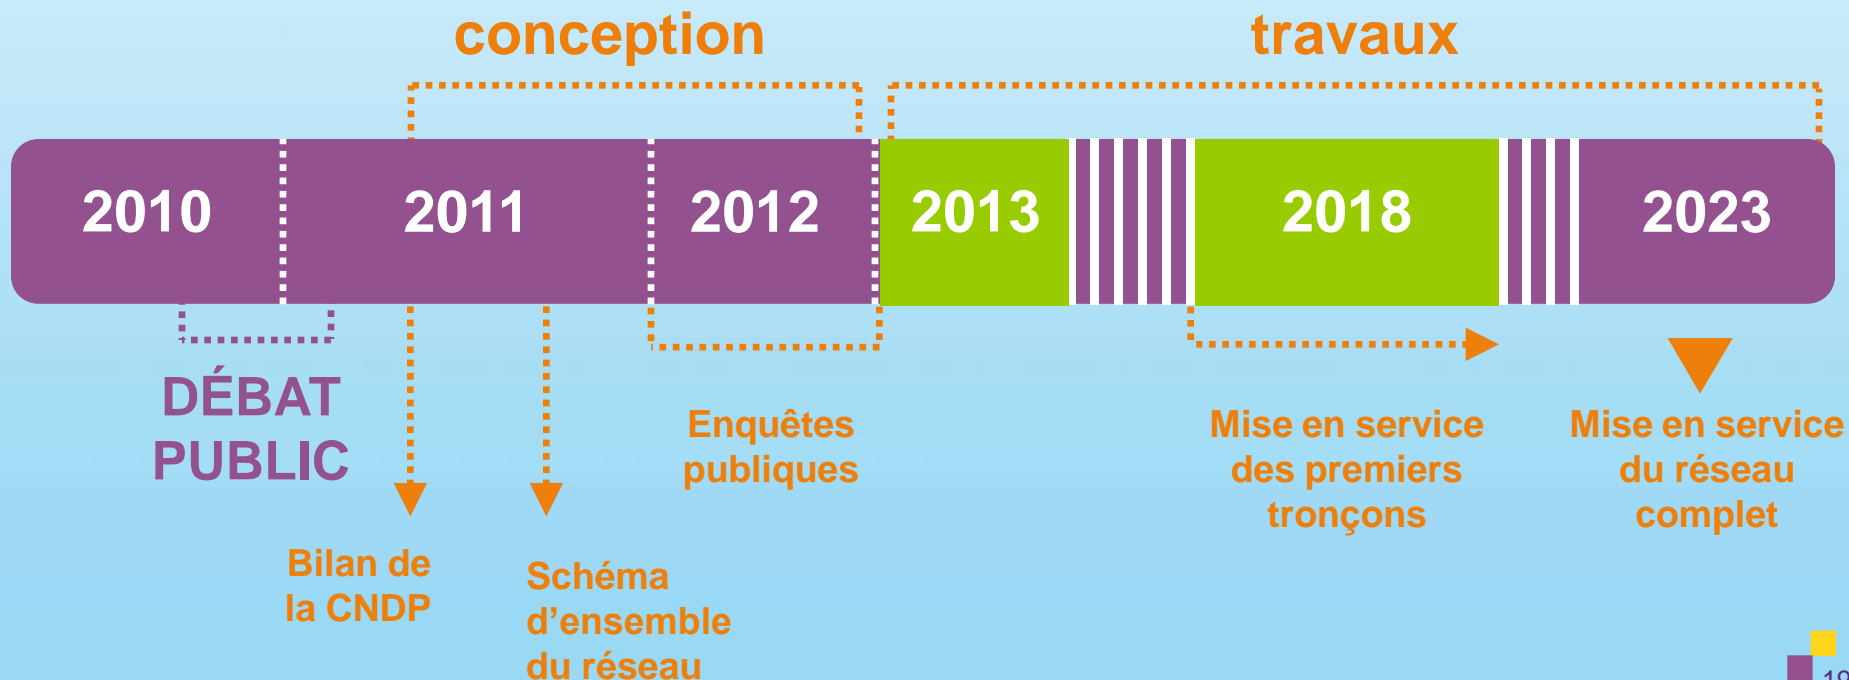 conception
travaux
2010
2011
2012
2013
2018
2023
DÉBAT
PUBLIC
Enquêtes
publiques
Mise en service
des premiers
tronçons
Mise en service
du réseau
complet
Bilan de
la CNDP
Schéma
d’ensemble
du réseau